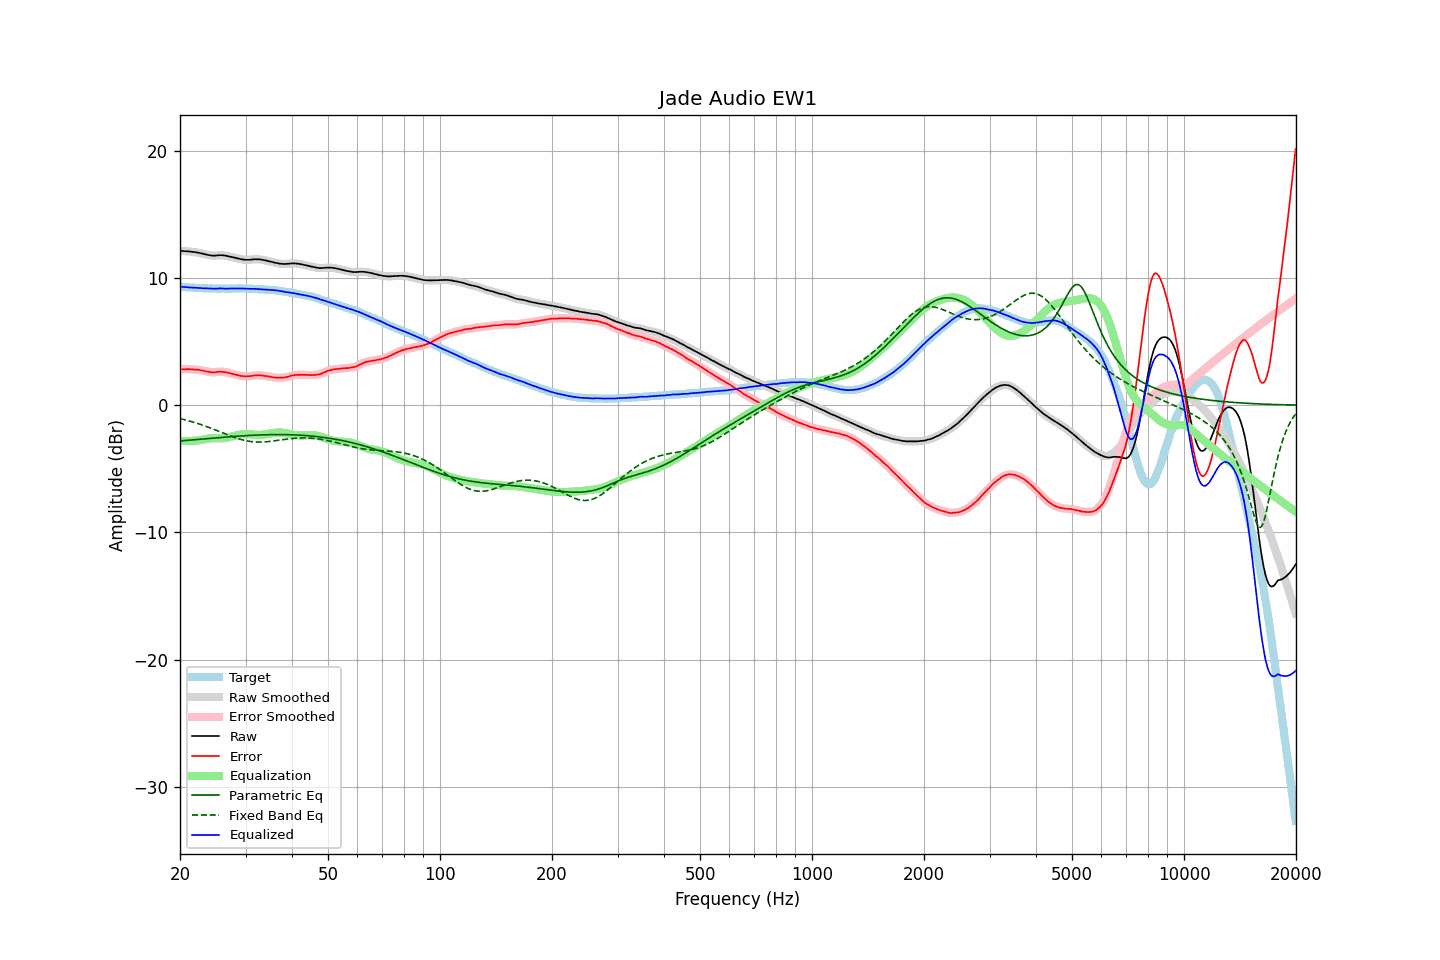 Jade Audio EW1
Amplitude (dBr)
20
10
0
−10
−20
−30
Target
Raw Smoothed
Error Smoothed
Raw
Error
Equalization
Parametric Eq
Fixed Band Eq
Equalized
20 50 100 200 500 1000 2000 5000 10000 20000
Frequency (Hz)